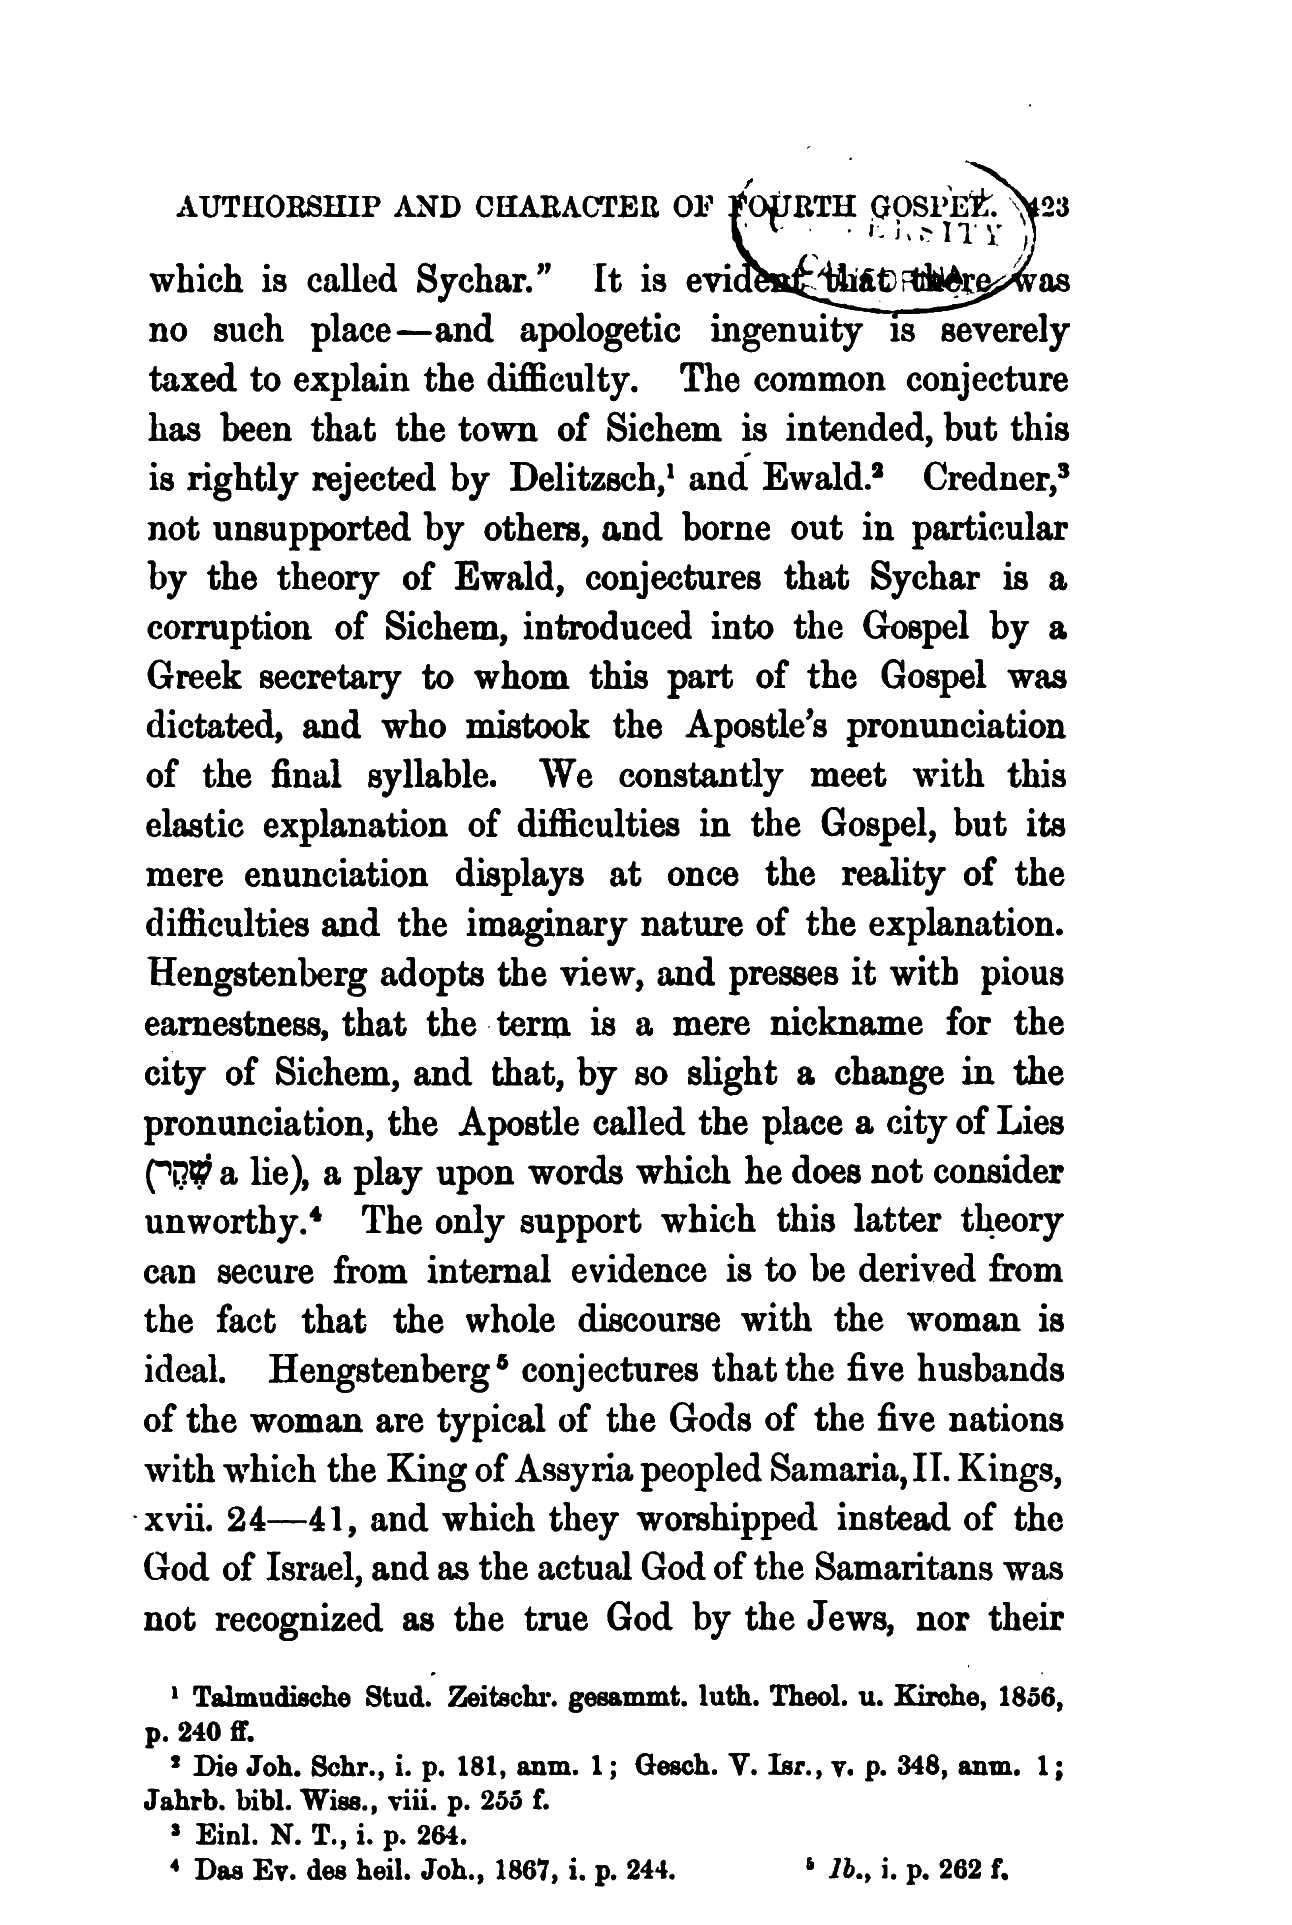 AUTHORSHIP AND CHARACTER OF FOURTH GOSPEL. 423
which is called Sychar.” It is evident that there was
no such place—and apologetic ingenuity is severely
taxed to explain the difficulty. The common conjecture
has been that the town of Sichem is intended, but this
is rightly rejected by Delitzsch,¹ and Ewald.² Credner,³
not unsupported by others, and borne out in particular
by the theory of Ewald, conjectures that Sychar is a
corruption of Sichem, introduced into the Gospel by a
Greek secretary to whom this part of the Gospel was
dictated, and who mistook the Apostle’s pronunciation
of the final syllable. We constantly meet with this
elastic explanation of difficulties in the Gospel, but its
mere enunciation displays at once the reality of the
difficulties and the imaginary nature of the explanation.
Hengstenberg adopts the view, and presses it with pious
earnestness, that the term is a mere nickname for the
city of Sichem, and that, by so slight a change in the
pronunciation, the Apostle called the place a city of Lies
(שֶׁקֶר a lie), a play upon words which he does not consider
unworthy.⁴ The only support which this latter theory
can secure from internal evidence is to be derived from
the fact that the whole discourse with the woman is
ideal. Hengstenberg⁵ conjectures that the five husbands
of the woman are typical of the Gods of the five nations
with which the King of Assyria peopled Samaria, II. Kings,
xvii. 24—41, and which they worshipped instead of the
God of Israel, and as the actual God of the Samaritans was
not recognized as the true God by the Jews, nor their
¹ Talmudische Stud. Zeitschr. gesammt. luth. Theol. u. Kirche, 1856,
p. 240 ff.
² Die Joh. Schr., i. p. 181, anm. 1; Gesch. V. Isr., v. p. 348, anm. 1;
Jahrb. bibl. Wiss., viii. p. 255 f.
³ Einl. N. T., i. p. 264.
⁴ Das Ev. des heil. Joh., 1867, i. p. 244. ⁵ Ib., i. p. 262 f.